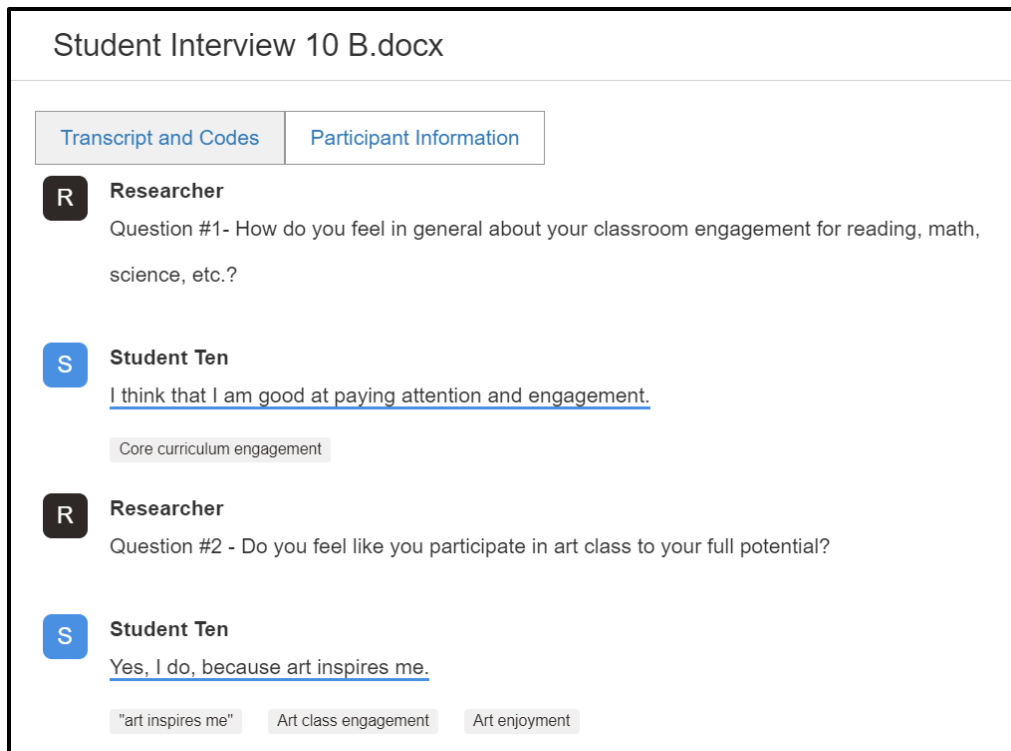 Student Interview 10 B.docx
Transcript and Codes
Participant Information
R
Researcher
Question #1- How do you feel in general about your classroom engagement for reading, math,
science, etc.?
S
Student Ten
I think that I am good at paying attention and engagement.
Core curriculum engagement
R
Researcher
Question #2 - Do you feel like you participate in art class to your full potential?
S
Student Ten
Yes, I do, because art inspires me.
"art inspires me"
Art class engagement
Art enjoyment